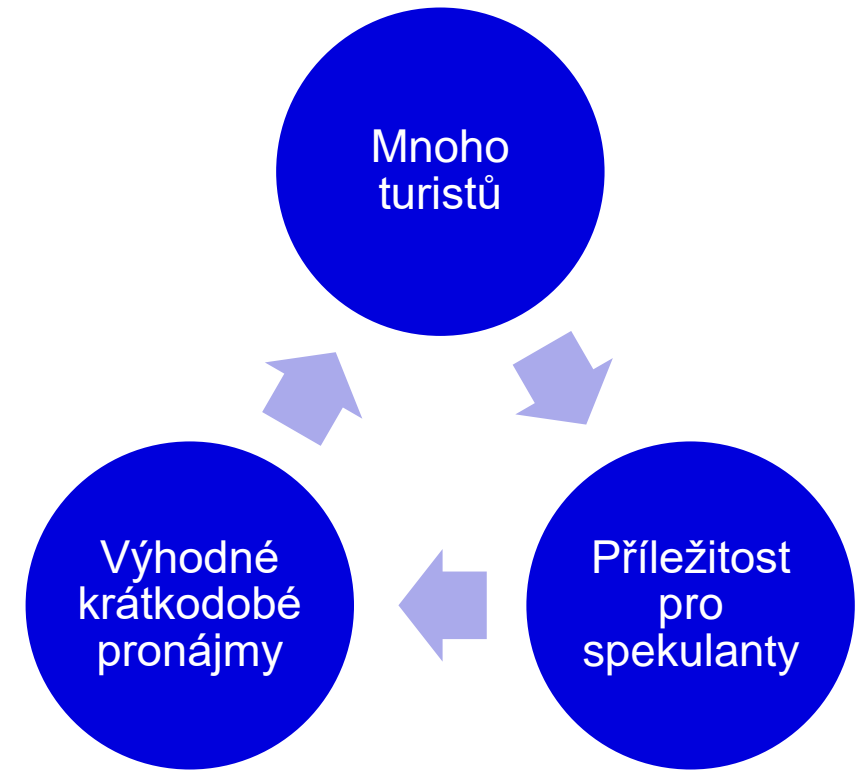 Mnoho
turistů
Příležitost
pro
spekulanty
Výhodné
krátkodobé
pronájmy